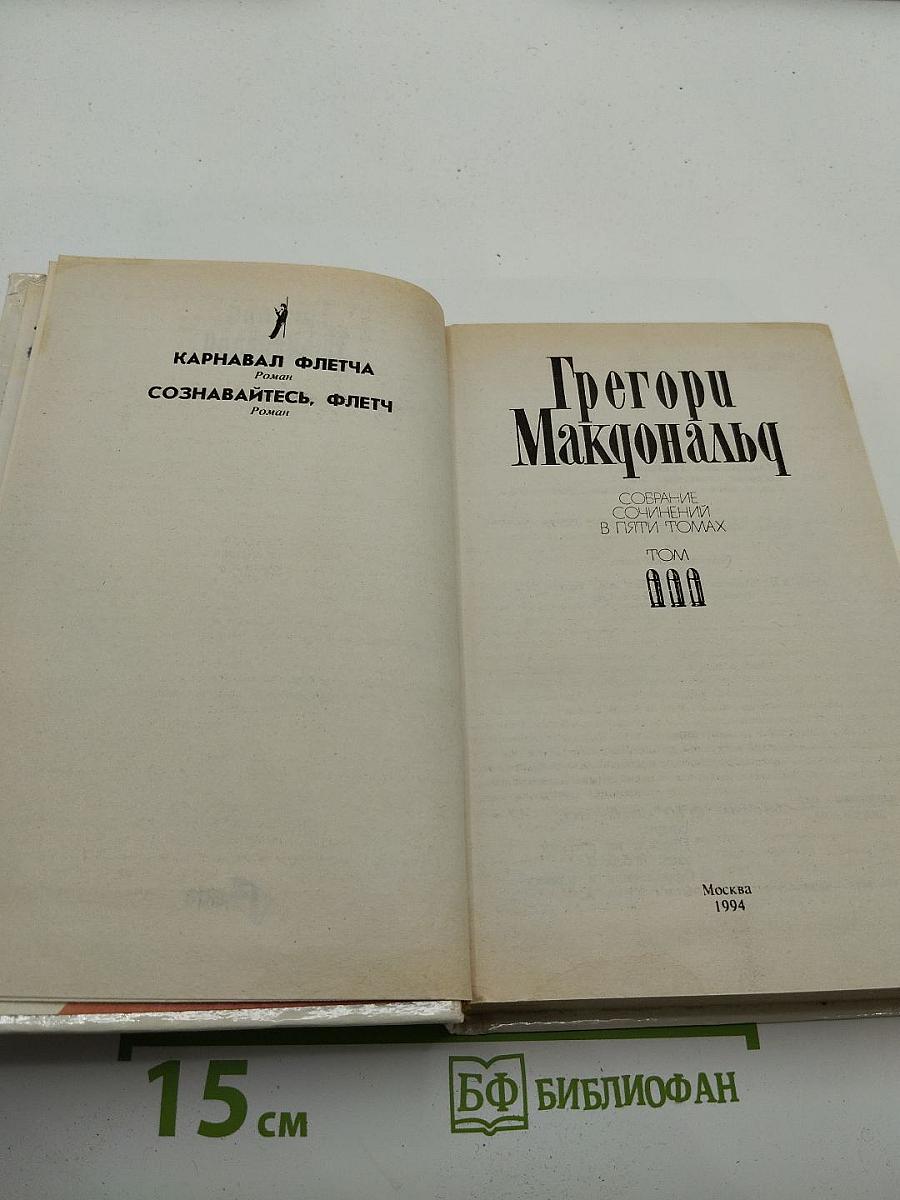 КАРНАВАЛ ФЛЕТЧА
Роман
СОЗНАВАЙТЕСЬ, ФЛЕТЧ
Роман
Грегори
Макдональд
СОБРАНИЕ
СОЧИНЕНИЙ
В ПЯТИ ТОМАХ
ТОМ
III
Москва
1994
15 см
БФ БИБЛИОФАН